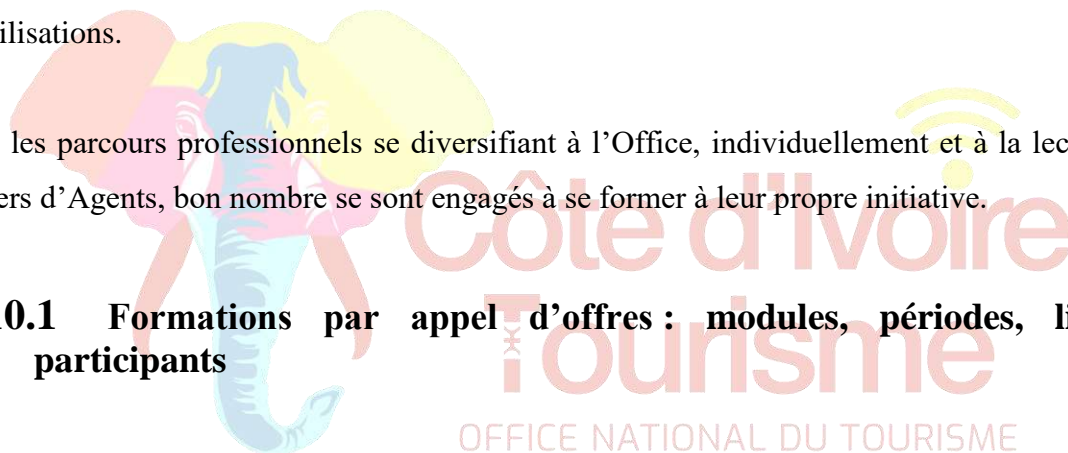 ilisations.
les parcours professionnels se diversifiant à l’Office, individuellement et à la lec
ers d’Agents, bon nombre se sont engagés à se former à leur propre initiative.
Côte d'Ivoire
10.1 Formations par appel d’offres : modules, périodes, li
participants
Tourisme
OFFICE NATIONAL DU TOURISME